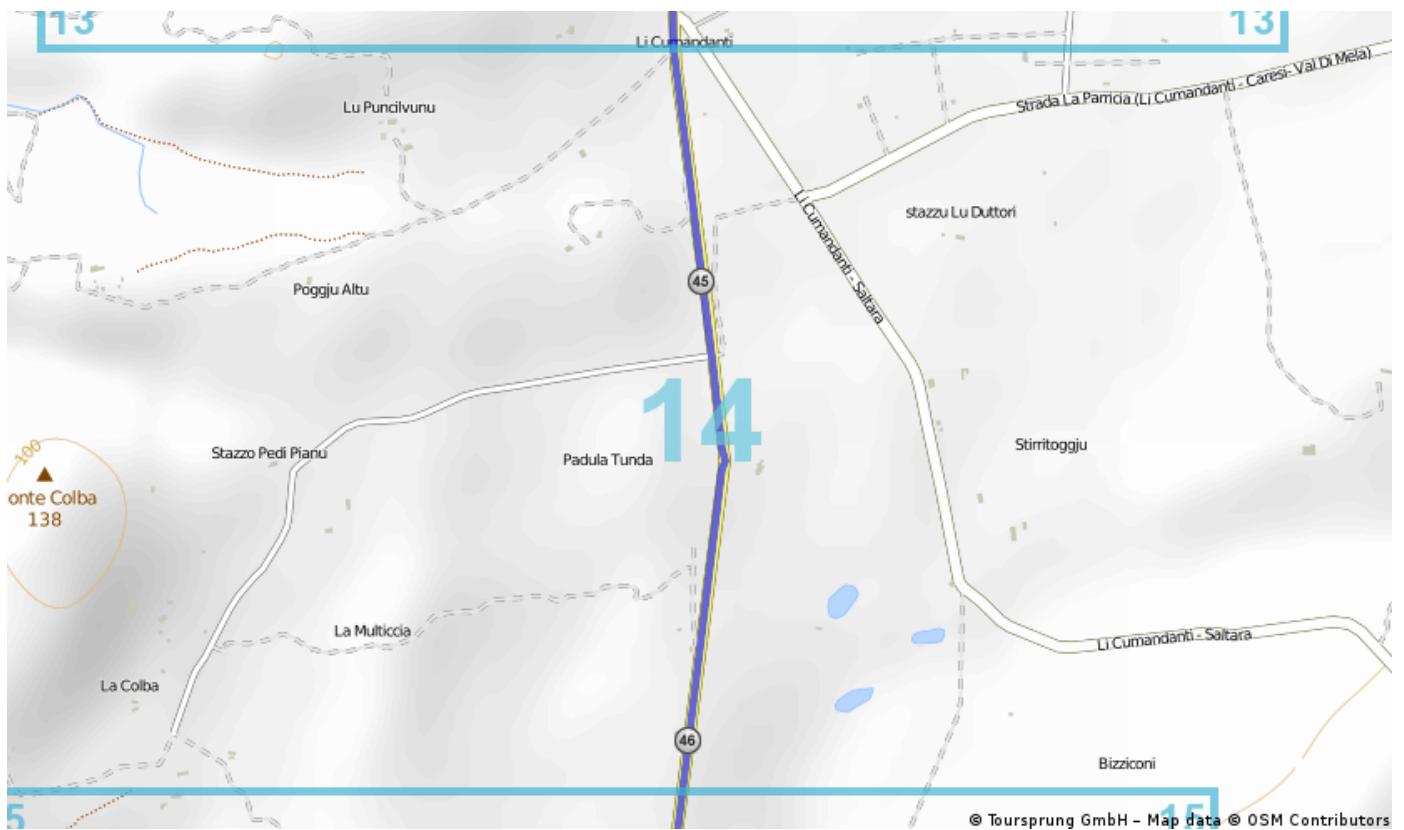 13
13
Li Cumandanti
Strada La Parricia (Li Cumandanti - Caresi- Val Di Mela)
Lu Puncilvunu
Li Cumandanti - Saltara
stazzu Lu Duttori
45
Poggju Altu
14
100
Stazzo Pedi Pianu
Padula Tunda
Stirritoggju
onte Colba
138
La Multiccia
Li Cumandanti - Saltara
La Colba
46
Bizziconi
5
15
© Toursprung GmbH – Map data © OSM Contributors